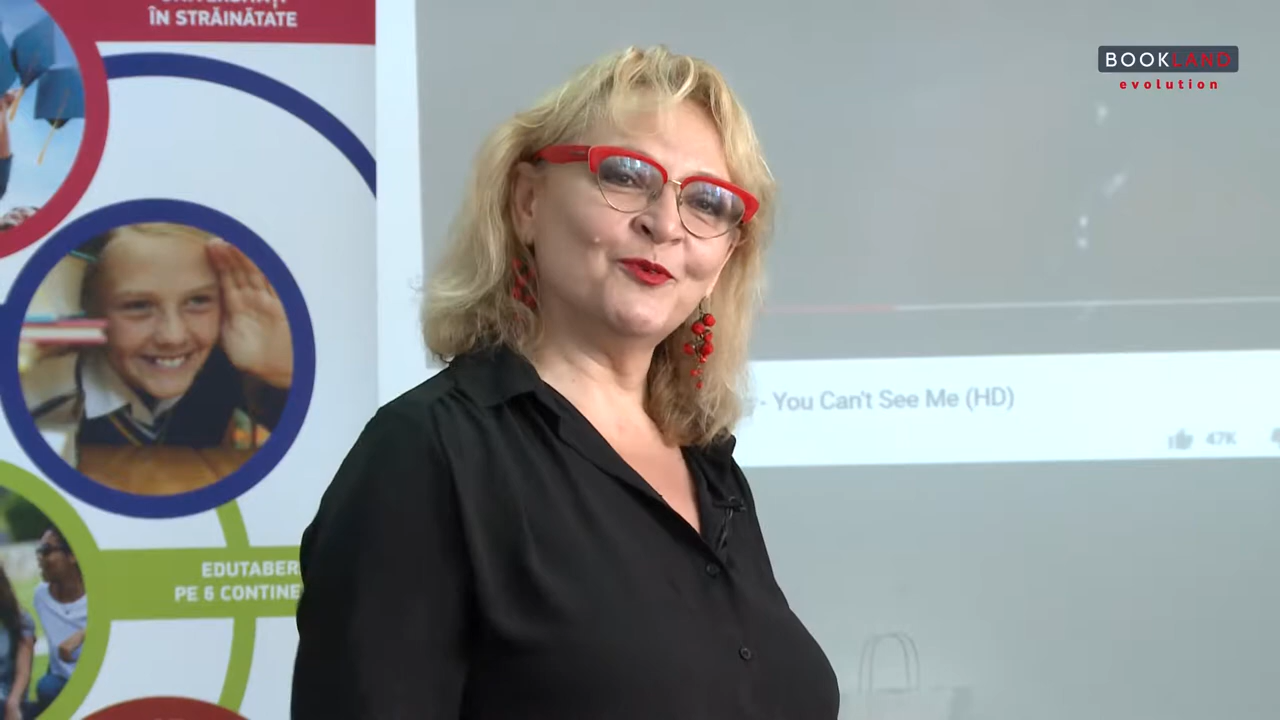 ÎN STRĂINĂTATE
BOOKLAND
evolution
- You Can't See Me (HD)
47K
EDUTABER
PE 6 CONTINE